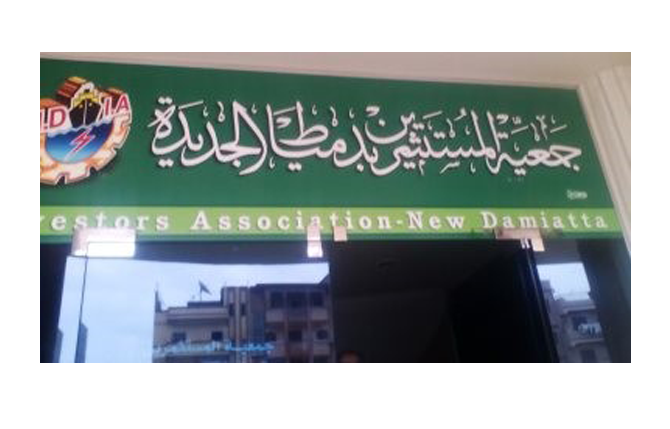 .D I.A
جمعية المستثمرين بدمياط الجديدة
vestors Association-New Damiatta